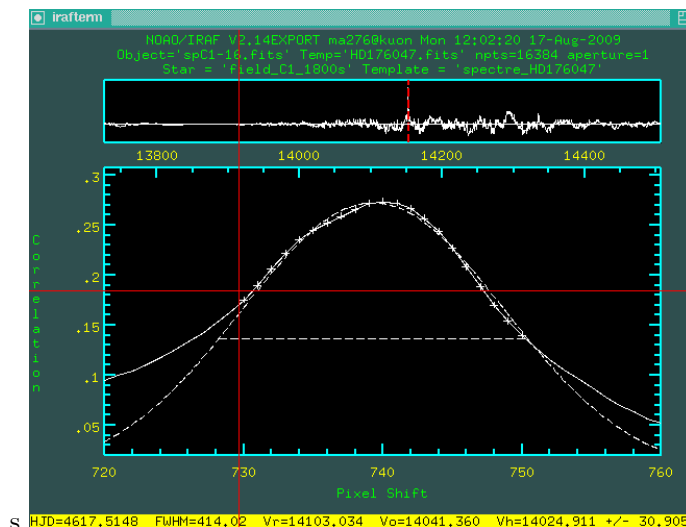 irafterm
NOAO/IRAF V2.14EXPORT ma2760@kuon Mon 12:02:20 17-Aug-2009
Object='spC1-16.fits' Temp='HD176047.fits' npts=16384 aperture=1
Star = 'field_C1_1800s' Template = 'spectre_HD176047'
13800 14000 14200 14400
.3
.25
.2
.15
.1
.05
Correlation
720 730 740 750 760
Pixel Shift
s
HJD=4617.5148 FWHM=414.02 Vr=14103.034 Vo=14041.360 Vh=14024.911 +/- 30.905